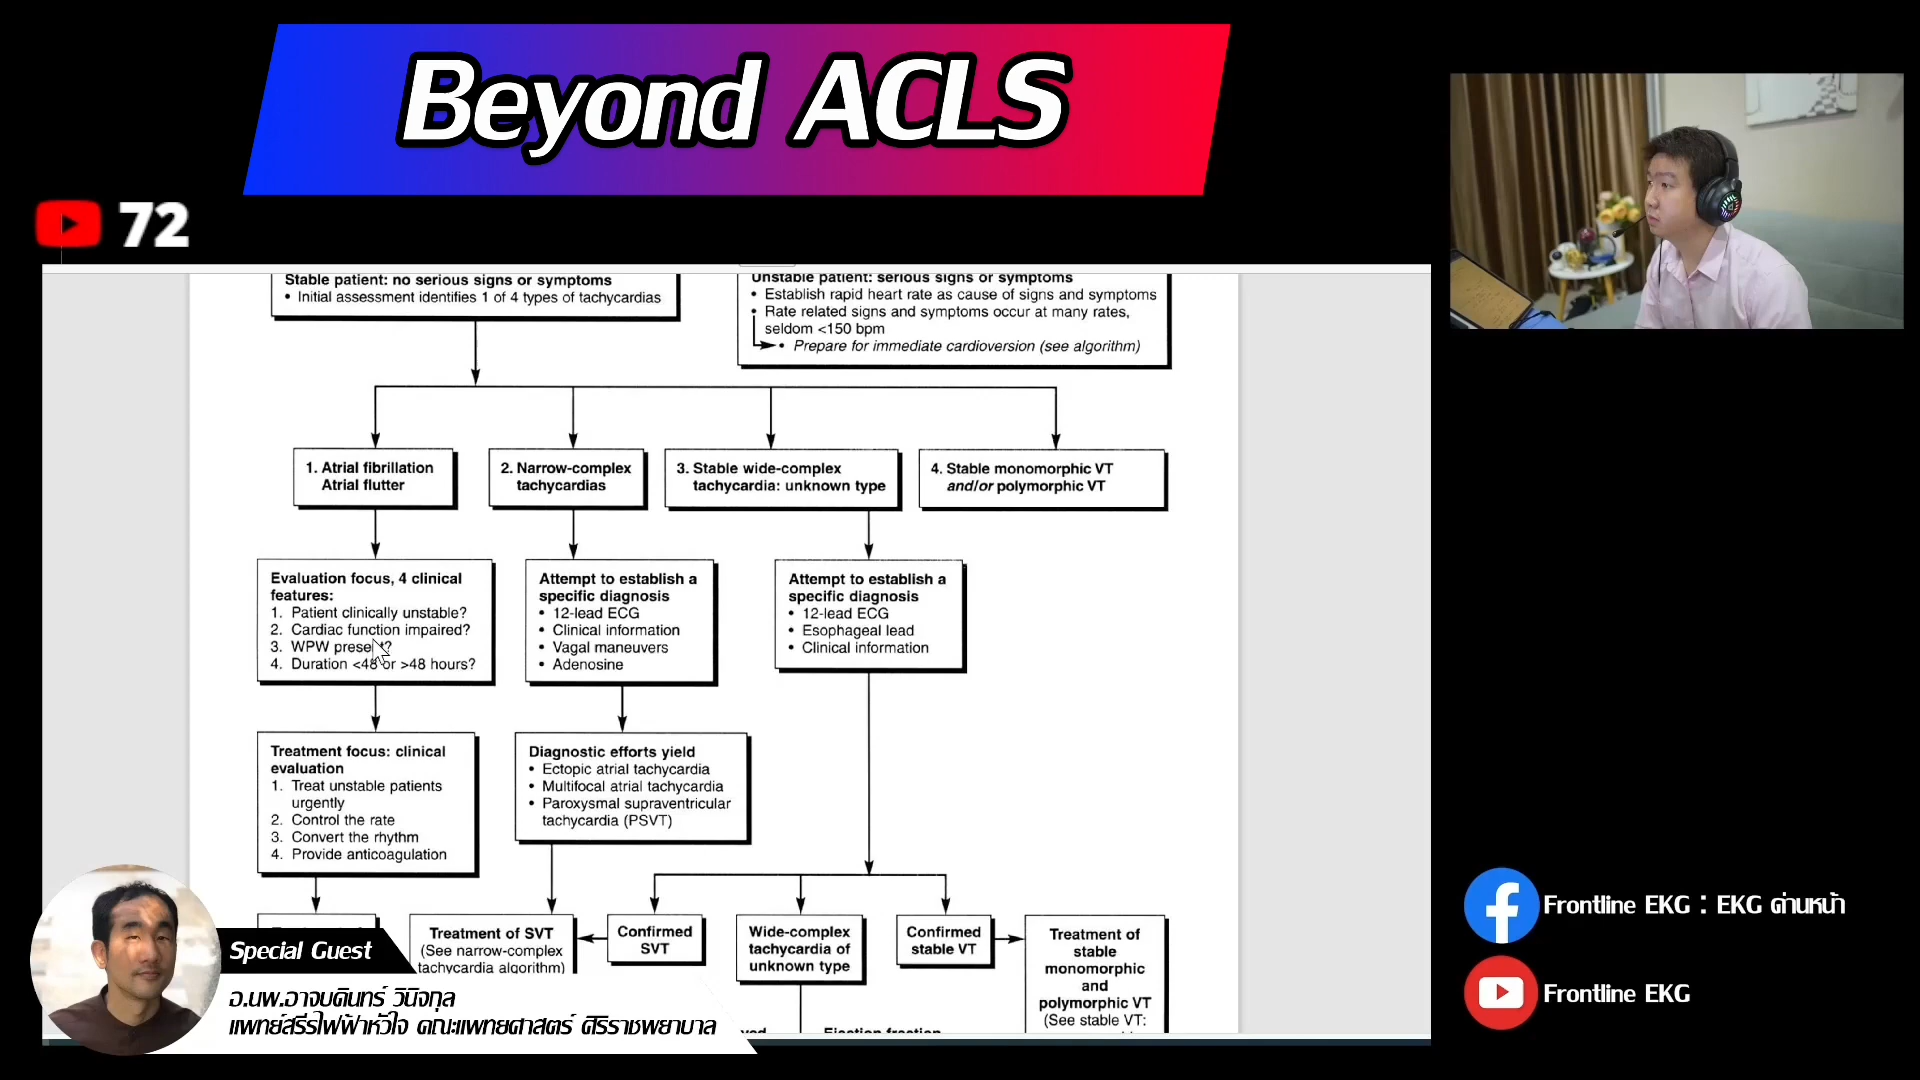 Beyond ACLS
72
Stable patient: no serious signs or symptoms
• Initial assessment identifies 1 of 4 types of tachycardias
Unstable patient: serious signs or symptoms
• Establish rapid heart rate as cause of signs and symptoms
• Rate related signs and symptoms occur at many rates,
seldom <150 bpm
• Prepare for immediate cardioversion (see algorithm)
1. Atrial fibrillation
Atrial flutter
2. Narrow-complex
tachycardias
3. Stable wide-complex
tachycardia: unknown type
4. Stable monomorphic VT
and/or polymorphic VT
Evaluation focus, 4 clinical
features:
1. Patient clinically unstable?
2. Cardiac function impaired?
3. WPW present?
4. Duration <48 or >48 hours?
Attempt to establish a
specific diagnosis
• 12-lead ECG
• Clinical information
• Vagal maneuvers
• Adenosine
Attempt to establish a
specific diagnosis
• 12-lead ECG
• Esophageal lead
• Clinical information
Treatment focus: clinical
evaluation
1. Treat unstable patients
urgently
2. Control the rate
3. Convert the rhythm
4. Provide anticoagulation
Diagnostic efforts yield
• Ectopic atrial tachycardia
• Multifocal atrial tachycardia
• Paroxysmal supraventricular
tachycardia (PSVT)
Treatment of SVT
(See narrow-complex
tachycardia algorithm)
Confirmed
SVT
Wide-complex
tachycardia of
unknown type
Confirmed
stable VT
Treatment of
stable
monomorphic
and
polymorphic VT
(See stable VT:
Ejection fraction
Special Guest
อ.นพ.อาจบดินทร์ วินิจกุล
แพทย์สรีรไฟฟ้าหัวใจ คณะแพทยศาสตร์ ศิริราชพยาบาล
Frontline EKG : EKG ด่านหน้า
Frontline EKG